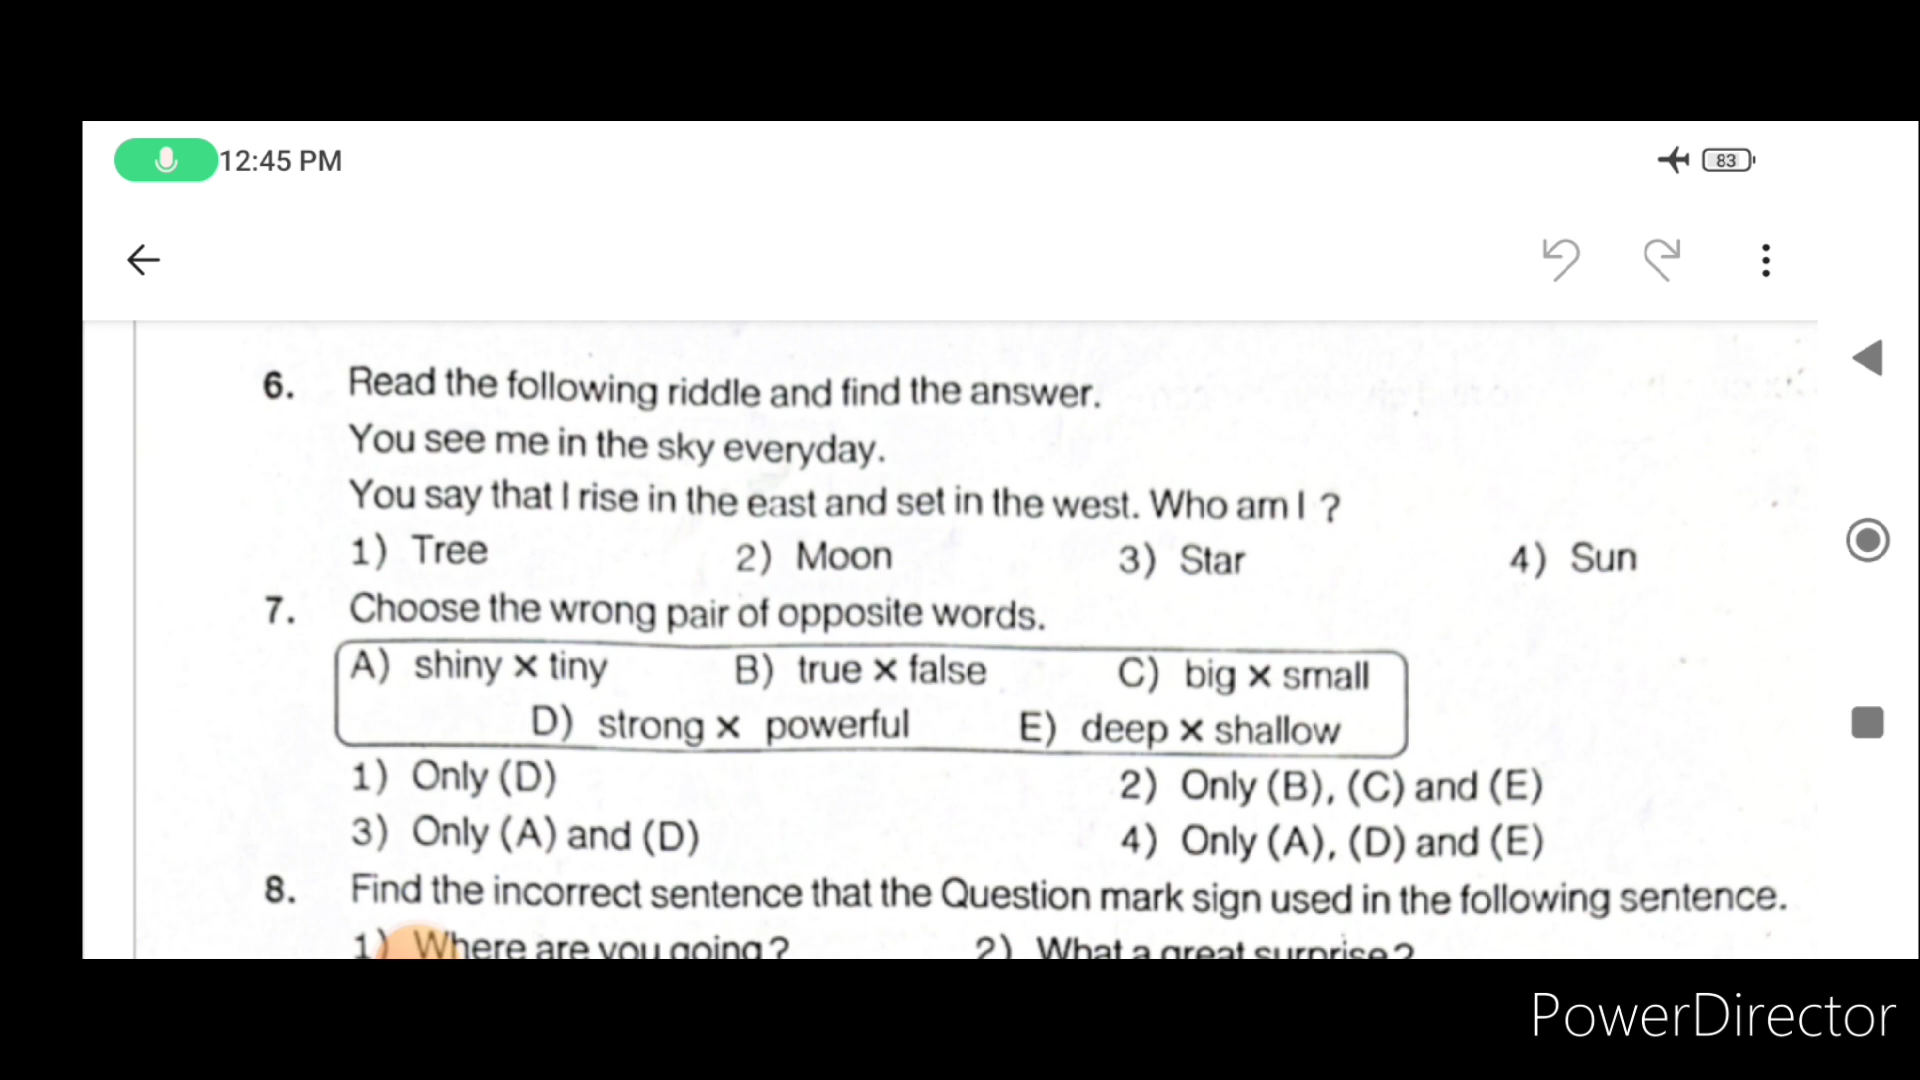 12:45 PM
83
6. Read the following riddle and find the answer.
You see me in the sky everyday.
You say that I rise in the east and set in the west. Who am I ?
1) Tree 2) Moon 3) Star 4) Sun
7. Choose the wrong pair of opposite words.
A) shiny × tiny B) true × false C) big × small
D) strong × powerful E) deep × shallow
1) Only (D) 2) Only (B), (C) and (E)
3) Only (A) and (D) 4) Only (A), (D) and (E)
8. Find the incorrect sentence that the Question mark sign used in the following sentence.
1) Where are you going ? 2) What a great surprise ?
PowerDirector